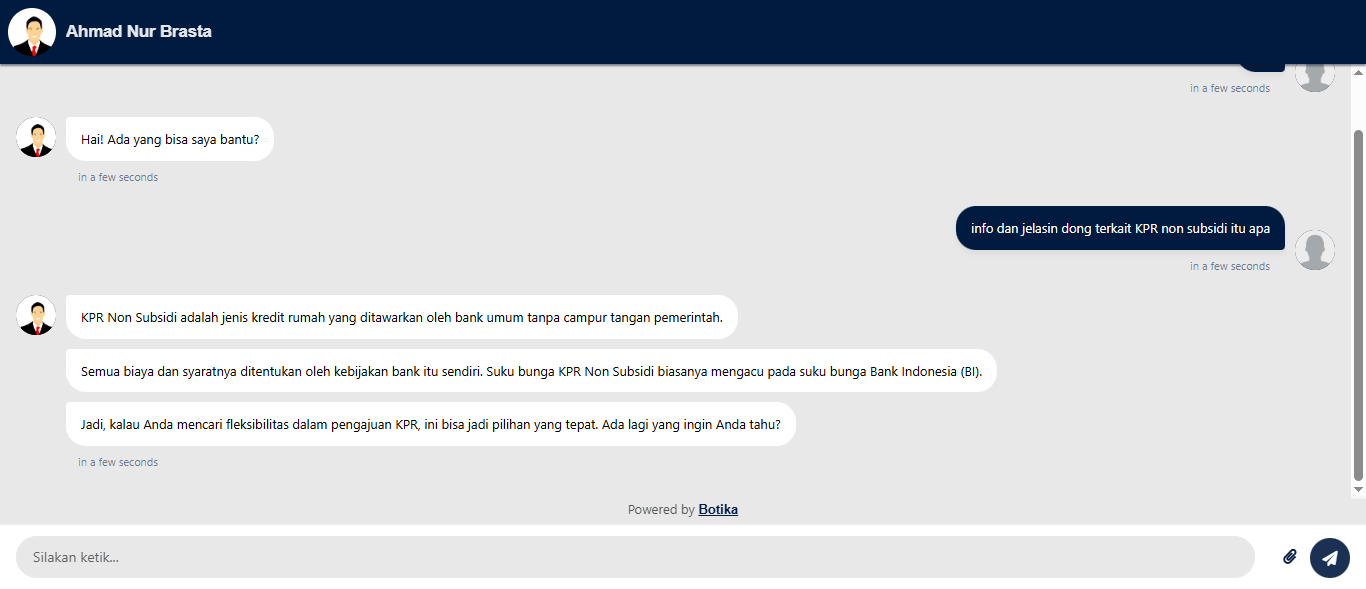 Ahmad Nur Brasta
in a few seconds
Hai! Ada yang bisa saya bantu?
in a few seconds
info dan jelasin dong terkait KPR non subsidi itu apa
in a few seconds
KPR Non Subsidi adalah jenis kredit rumah yang ditawarkan oleh bank umum tanpa campur tangan pemerintah.
Semua biaya dan syaratnya ditentukan oleh kebijakan bank itu sendiri. Suku bunga KPR Non Subsidi biasanya mengacu pada suku bunga Bank Indonesia (BI).
Jadi, kalau Anda mencari fleksibilitas dalam pengajuan KPR, ini bisa jadi pilihan yang tepat. Ada lagi yang ingin Anda tahu?
in a few seconds
Powered by Botika
Silakan ketik...